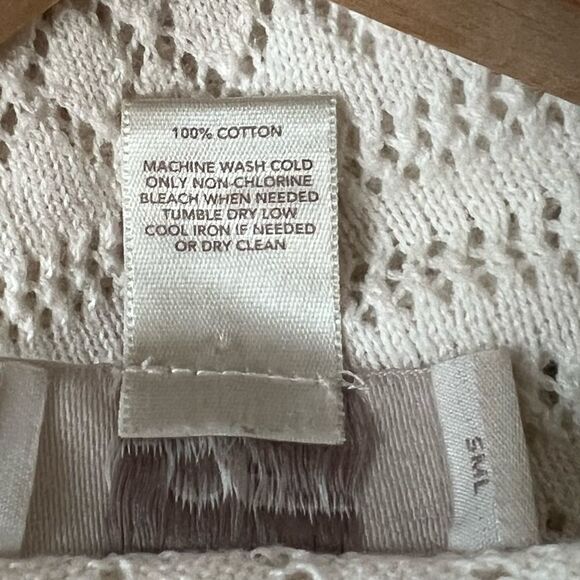 100% COTTON
MACHINE WASH COLD
ONLY NON-CHLORINE
BLEACH WHEN NEEDED
TUMBLE DRY LOW
COOL IRON IF NEEDED
OR DRY CLEAN
SML